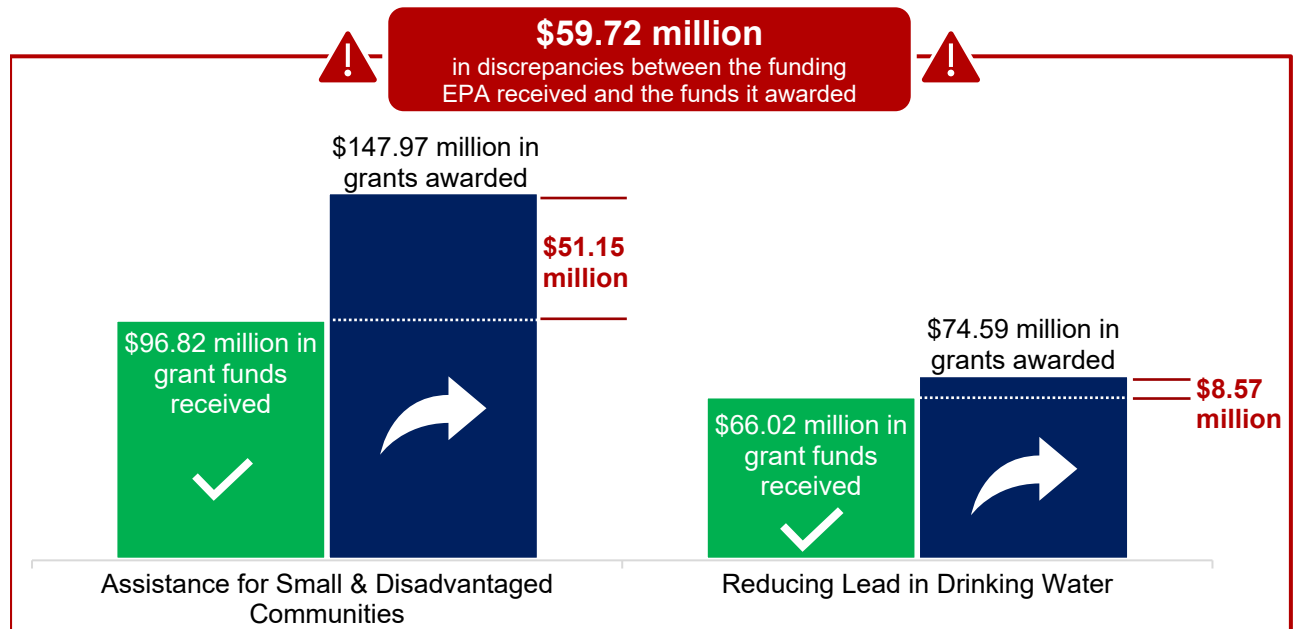 $59.72 million
in discrepancies between the funding
EPA received and the funds it awarded
$147.97 million in
grants awarded
$51.15
million
$96.82 million in
grant funds
received
$74.59 million in
grants awarded
$8.57
million
$66.02 million in
grant funds
received
Assistance for Small & Disadvantaged
Communities
Reducing Lead in Drinking Water